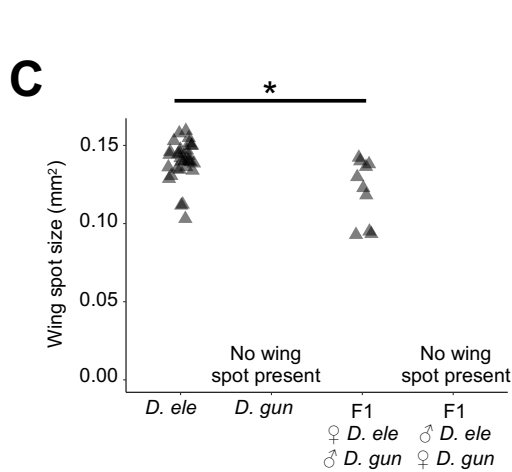 C
*
Wing spot size (mm²)
0.15
0.10
0.05
0.00
No wing
spot present
No wing
spot present
D. ele
D. gun
F1
♀ D. ele
♂ D. gun
F1
♂ D. ele
♀ D. gun